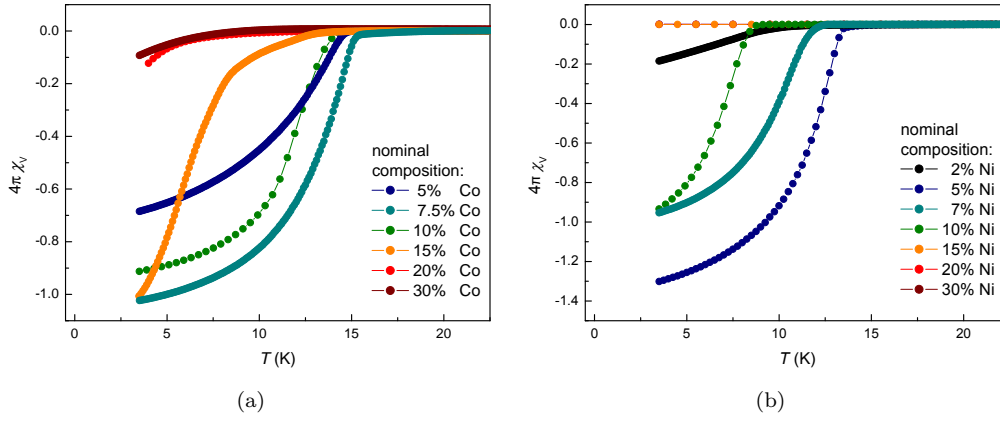 0.0
-0.2
-0.4
-0.6
-0.8
-1.0
4π χV
nominal
composition:
5% Co
7.5% Co
10% Co
15% Co
20% Co
30% Co
0 5 10 15 20
T (K)
(a)
0.0
-0.2
-0.4
-0.6
-0.8
-1.0
-1.2
-1.4
4π χV
nominal
composition:
2% Ni
5% Ni
7% Ni
10% Ni
15% Ni
20% Ni
30% Ni
0 5 10 15 20
T (K)
(b)